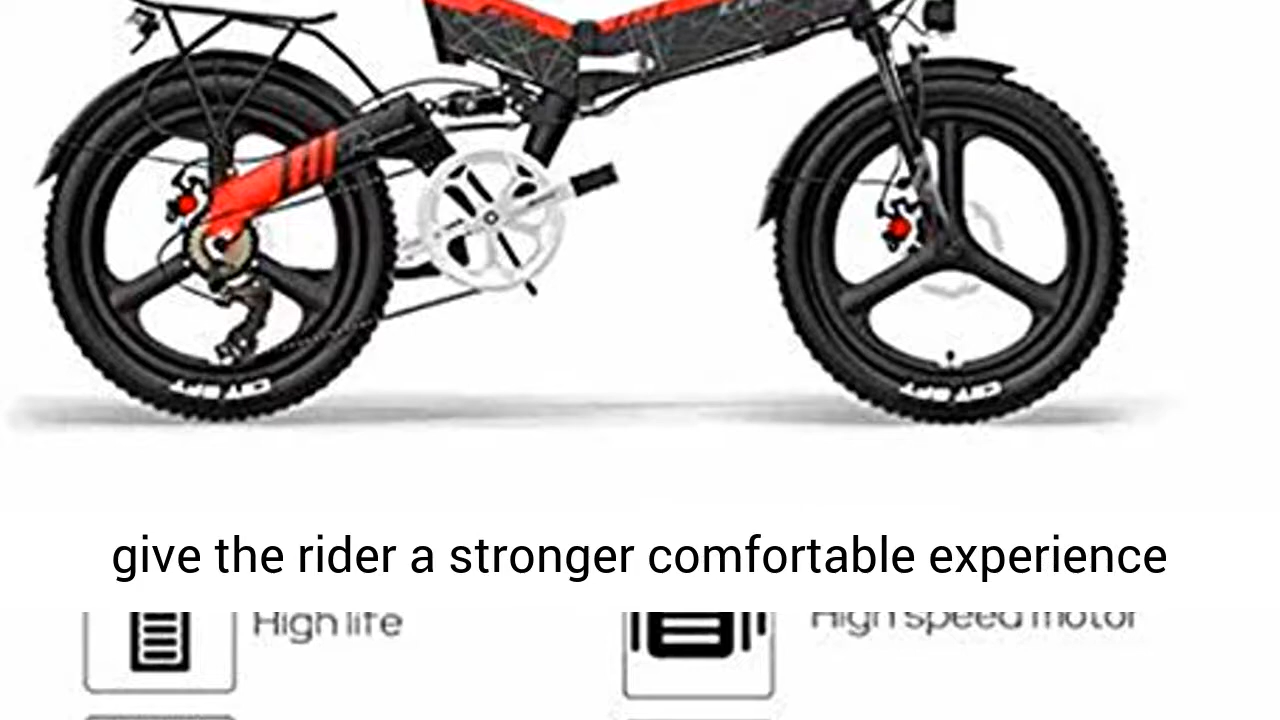 give the rider a stronger comfortable experience
High life
High speed motor